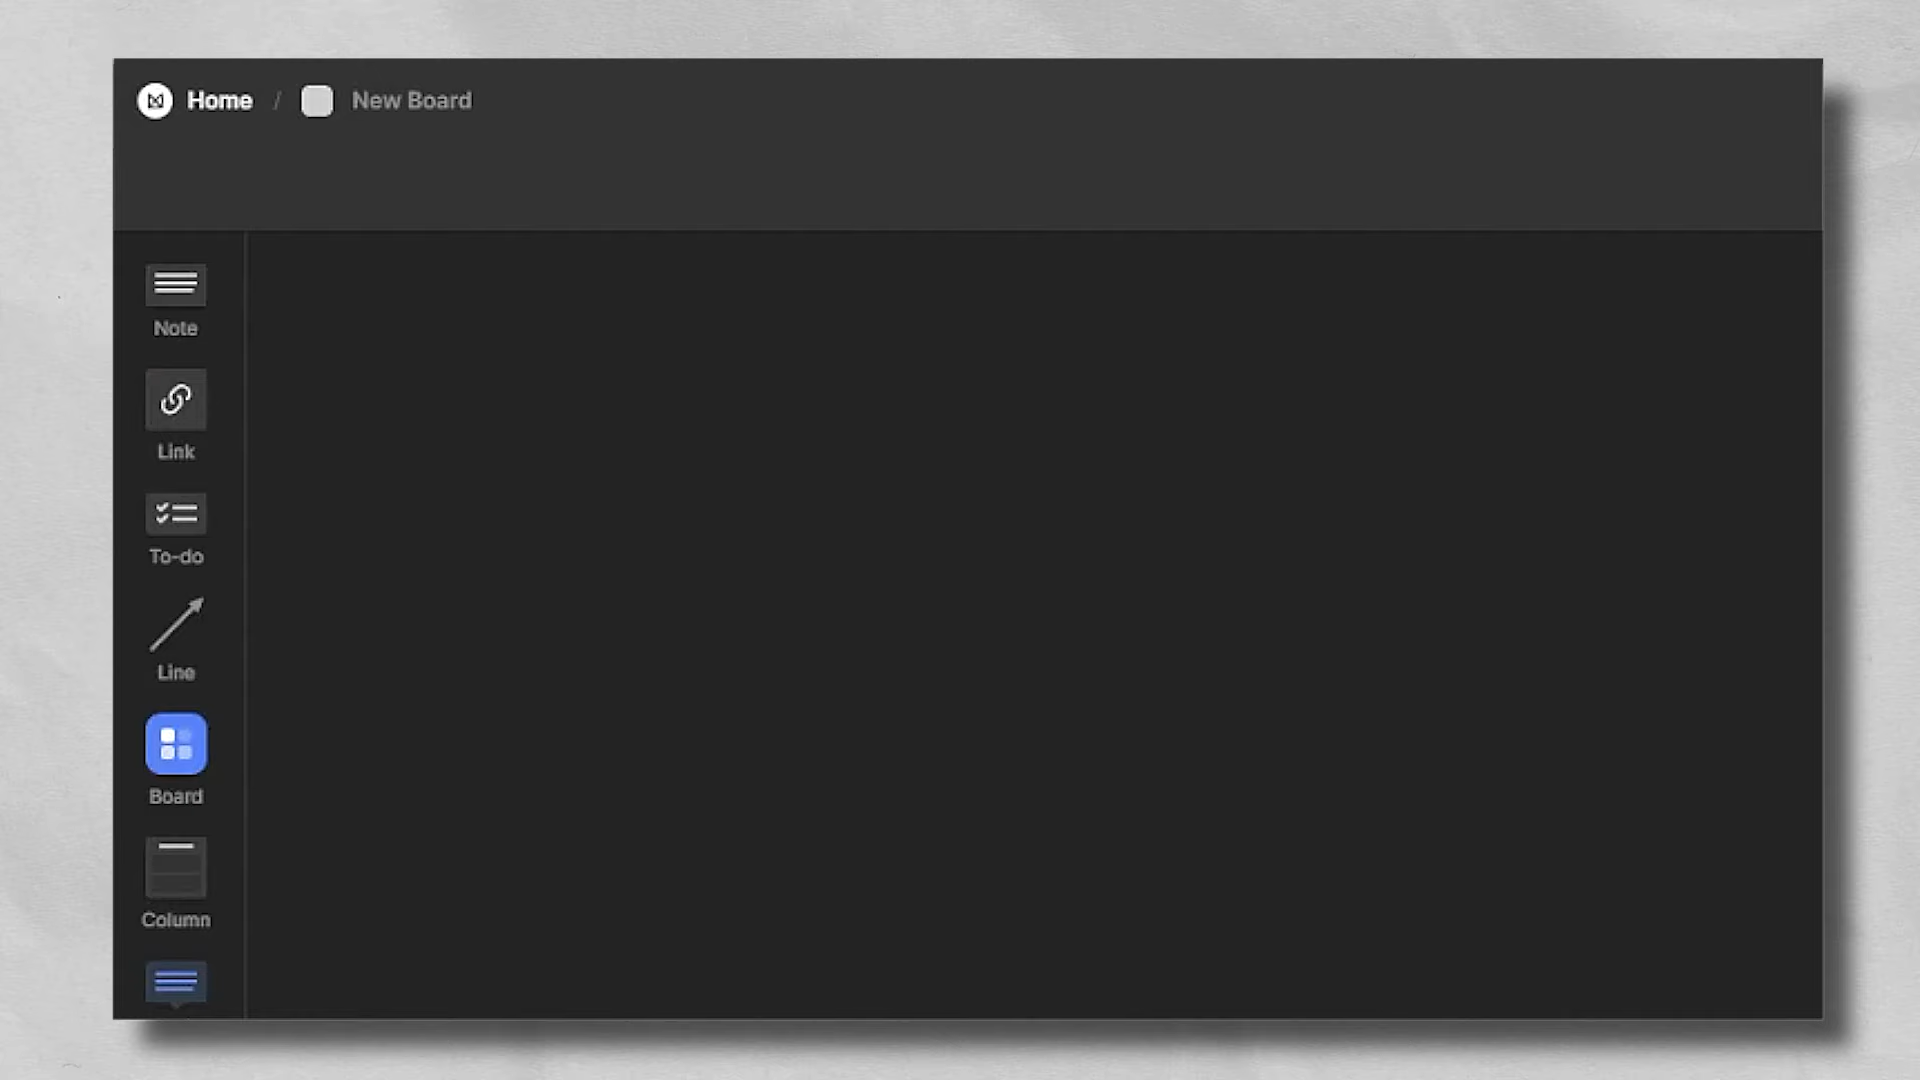 Home / New Board
Note
Link
To-do
Line
Board
Column